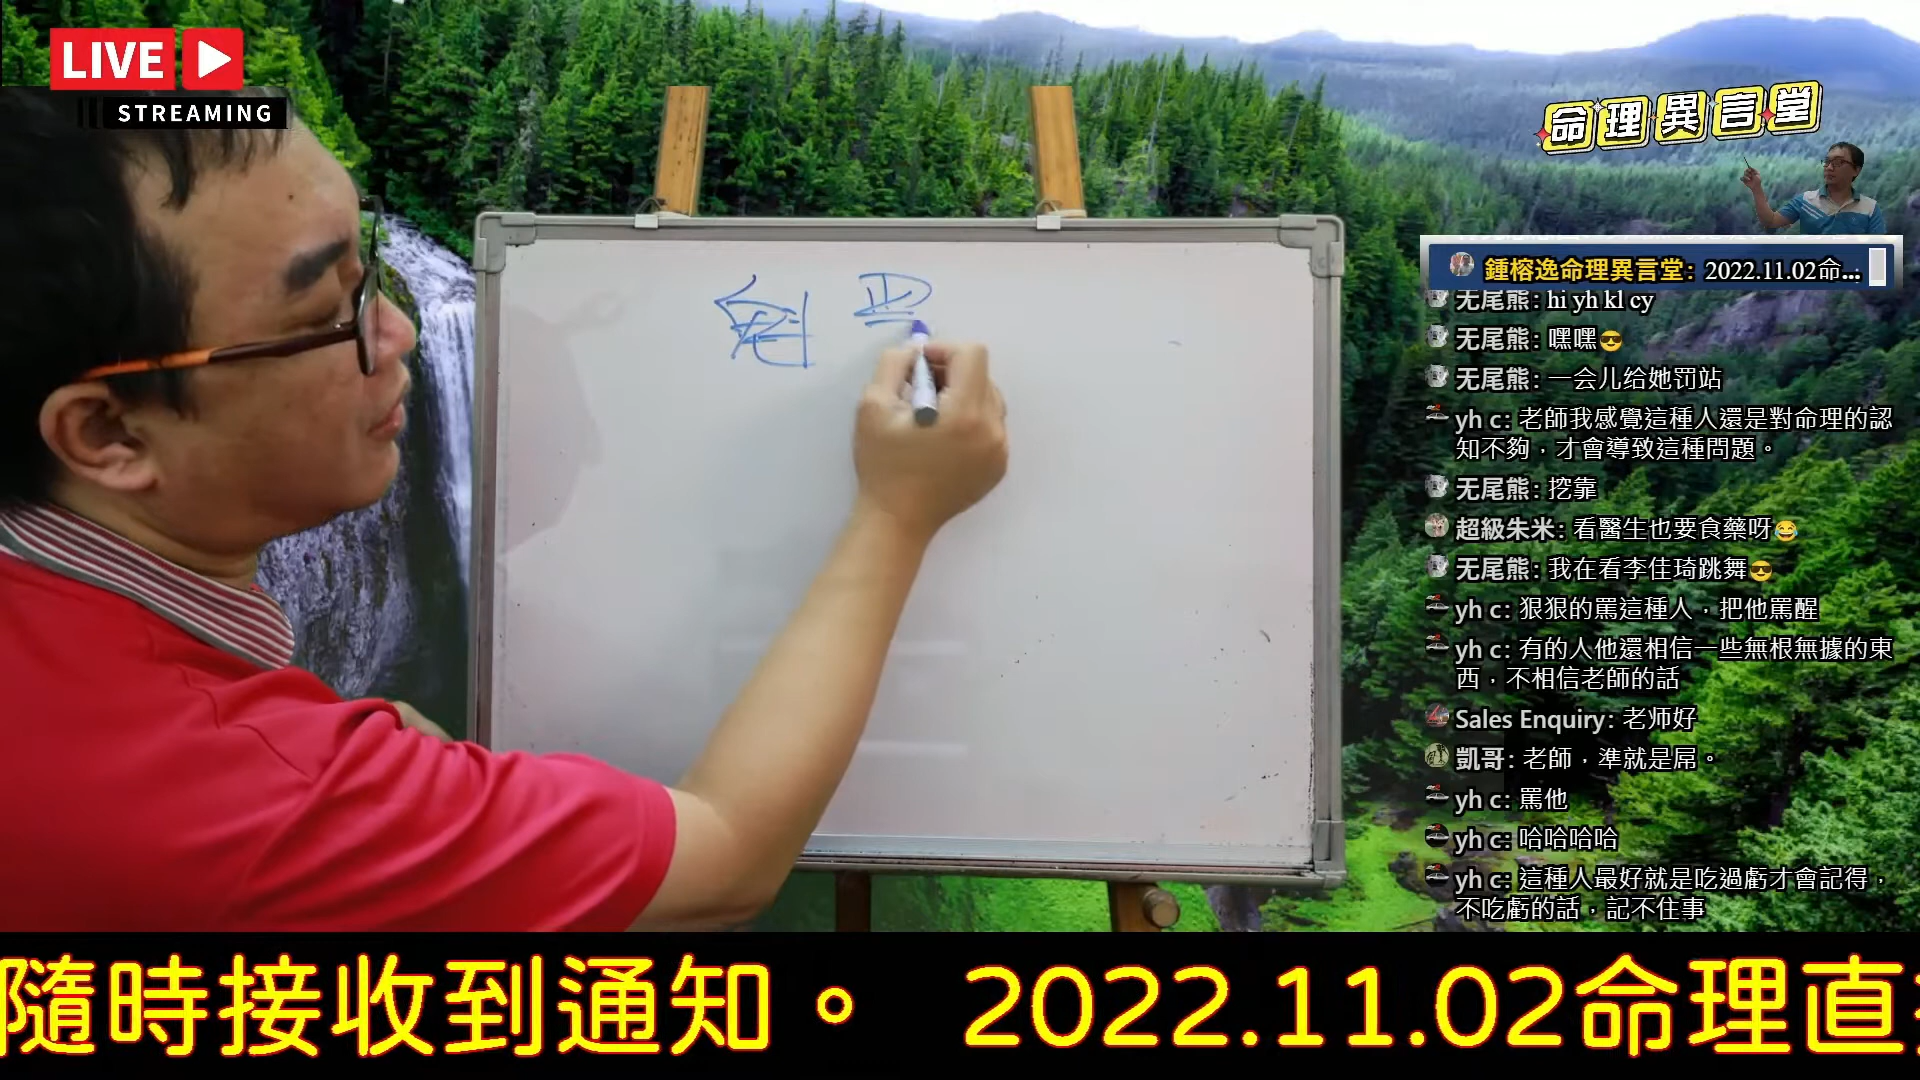 LIVE
STREAMING
命理異言堂
鍾榕逸命理異言堂: 2022.11.02命...
无尾熊: hi yh kl cy
无尾熊: 嘿嘿😎
无尾熊: 一会儿给她罚站
yh c: 老師我感覺這種人還是對命理的認
知不夠，才會導致這種問題。
无尾熊: 挖靠
超級朱米: 看醫生也要食藥呀😂
无尾熊: 我在看李佳琦跳舞😎
yh c: 狠狠的罵這種人，把他罵醒
yh c: 有的人他還相信一些無根無據的東
西，不相信老師的話
Sales Enquiry: 老师好
凱哥: 老師，準就是屌。
yh c: 罵他
yh c: 哈哈哈哈
yh c: 這種人最好就是吃過虧才會記得，
不吃虧的話，記不住事
隨時接收到通知。 2022.11.02命理直